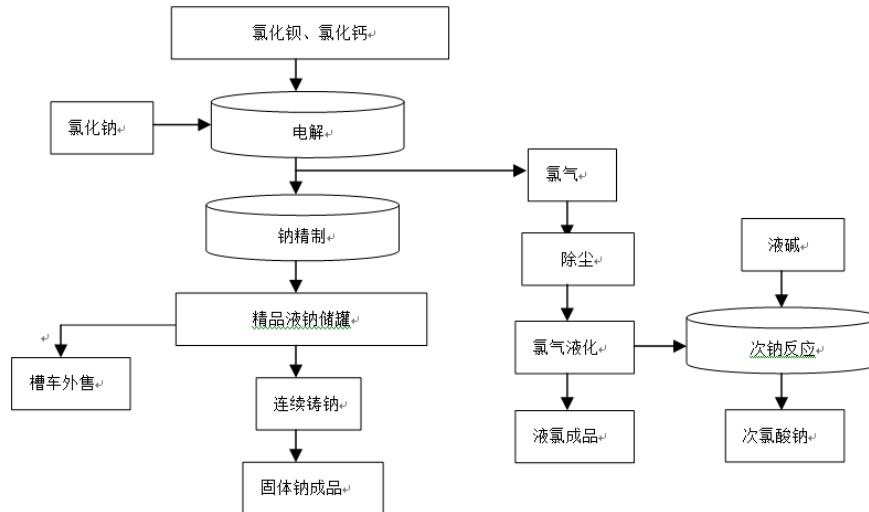 氯化钡、氯化钙
氯化钠
电解
氯气
钠精制
除尘
液碱
精品液钠储罐
氯气液化
次钠反应
槽车外售
连续铸钠
液氯成品
次氯酸钠
固体钠成品